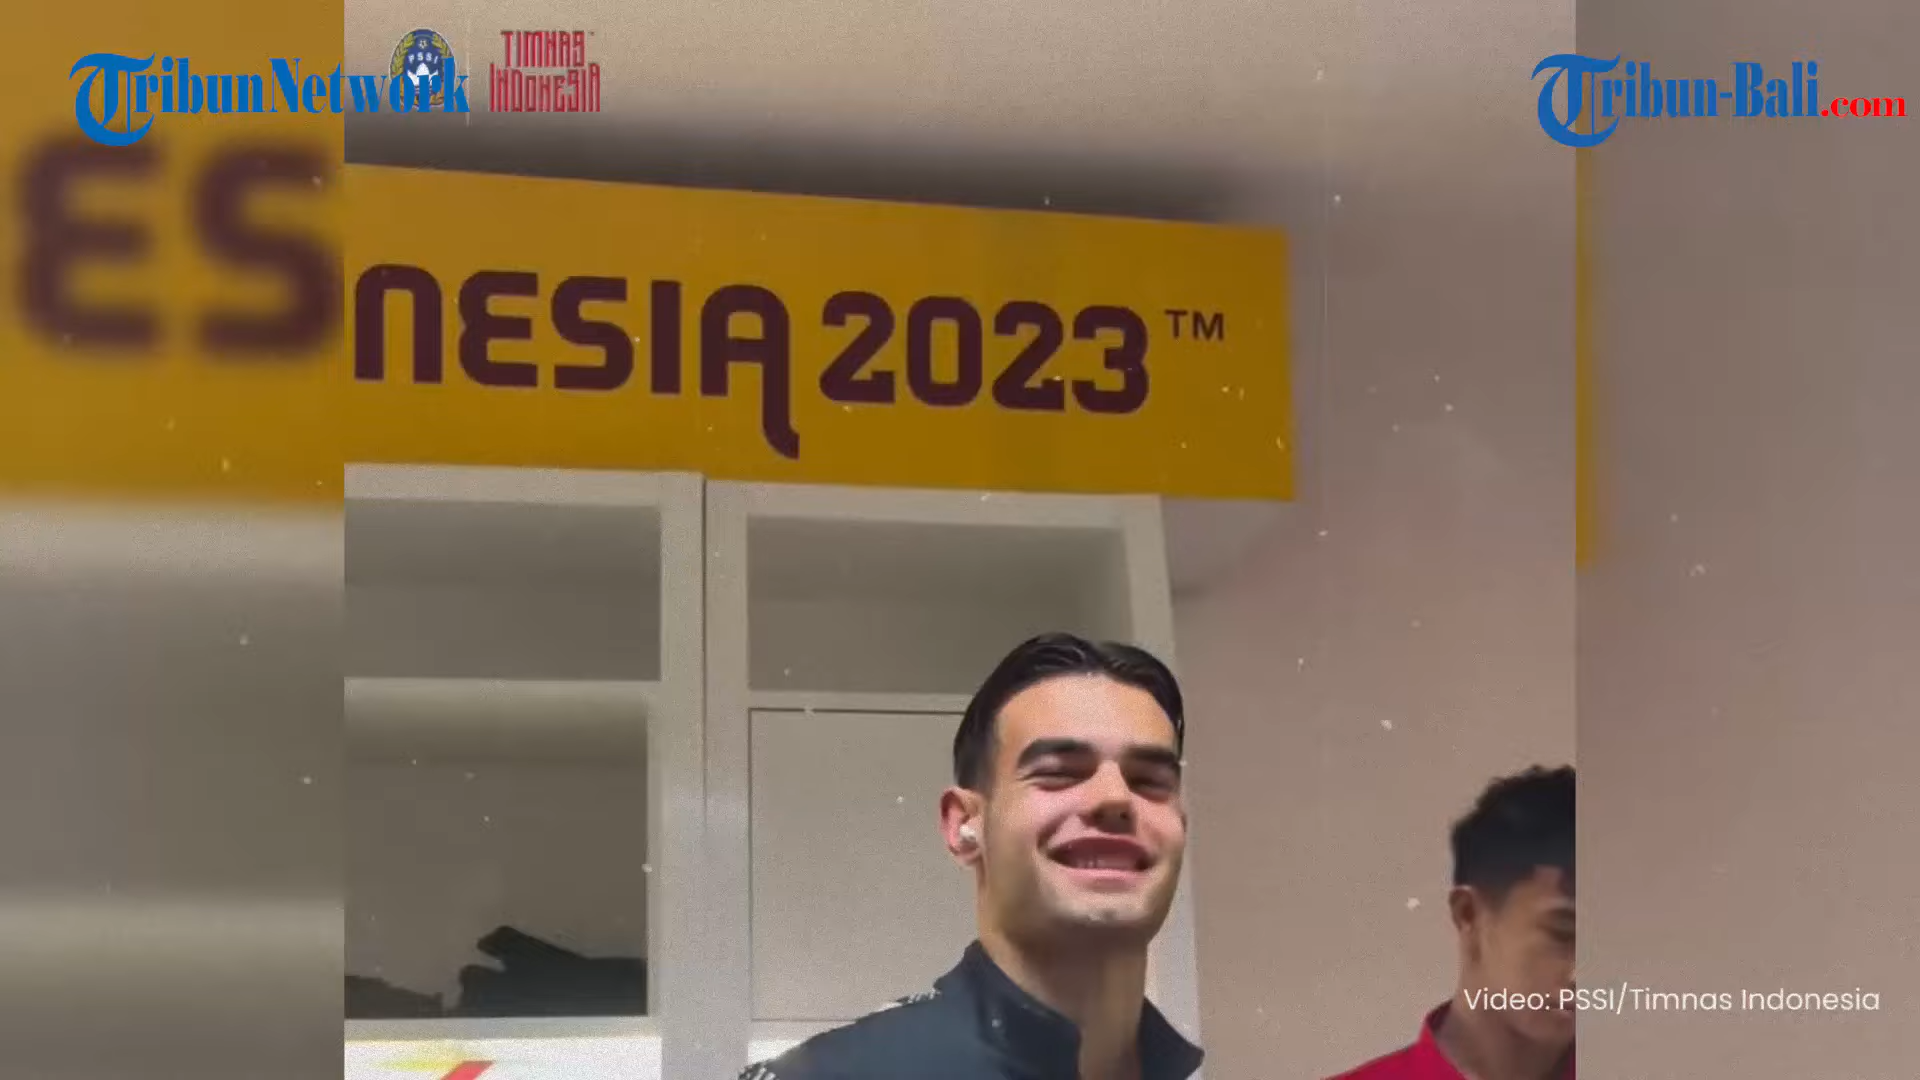 TribunNetwork
PSSI
TIMNAS
INDONESIA
Tribun-Bali.com
ES
NESIA 2023™
Video: PSSI/Timnas Indonesia